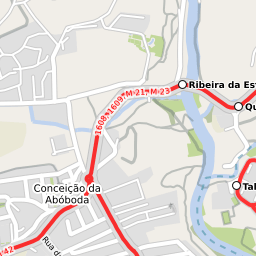 Ribeira da Est
Qu
1608, 1609, M 21, M 23
Tal
Conceição da
Abóboda
Rua d
42